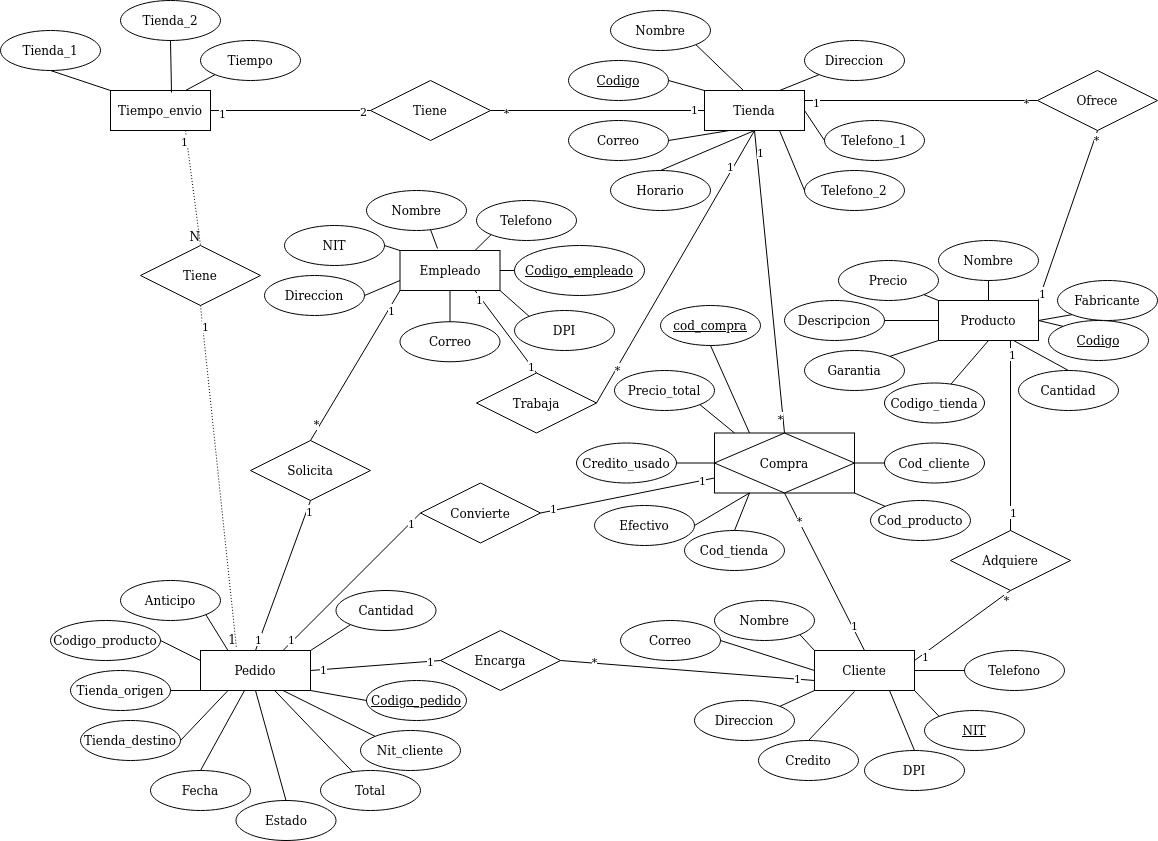 Tienda_2
Nombre
Tienda_1
Tiempo
Direccion
Codigo
Tiempo_envio
1
2
Tiene
*
1
Tienda
1
*
Ofrece
1
Correo
Telefono_1
*
1
1
Horario
Telefono_2
Nombre
Telefono
N
NIT
Tiene
Empleado
Codigo_empleado
Nombre
Precio
Direccion
1
1
1
Fabricante
1
Correo
DPI
cod_compra
Descripcion
Producto
Codigo
1
1
*
Garantia
Precio_total
Cantidad
Trabaja
Codigo_tienda
*
*
Solicita
Credito_usado
Compra
Cod_cliente
1
1
1
Convierte
1
1
Efectivo
*
Cod_producto
Cod_tienda
Adquiere
Anticipo
*
Cantidad
Nombre
1
Codigo_producto
1
1
1
Correo
1
Pedido
1
1
Encarga
*
1
Cliente
Telefono
Tienda_origen
Codigo_pedido
Direccion
NIT
Tienda_destino
Nit_cliente
Credito
DPI
Fecha
Total
Estado